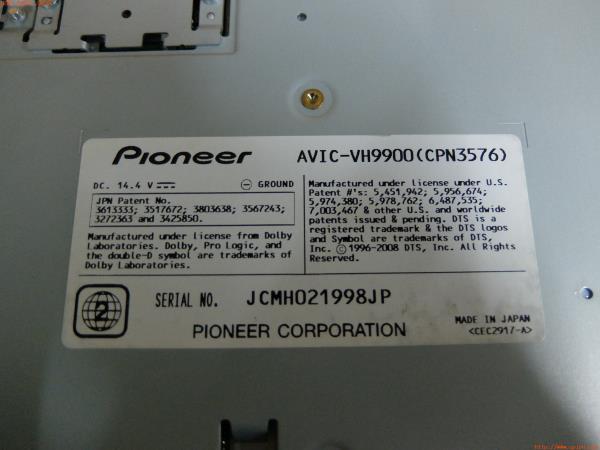 Pioneer
AVIC-VH9900(CPN3576)
DC. 14.4 V
GROUND
JPN Patent No.
3613333; 3517672; 3803638; 3567243;
3272363 and 3425850.
Manufactured under license from Dolby
Laboratories. Dolby, Pro Logic, and
the double-D symbol are trademarks of
Dolby Laboratories.
Manufactured under license under U.S.
Patent #'s: 5,451,942; 5,956,674;
5,974,380; 5,978,762; 6,487,535;
7,003,467 & other U.S. and worldwide
patents issued & pending. DTS is a
registered trademark & the DTS logos
and Symbol are trademarks of DTS,
Inc. © 1996-2008 DTS, Inc. All Rights
Reserved.
2
SERIAL NO. JCMH021998JP
PIONEER CORPORATION
MADE IN JAPAN
<CEC2917-A>